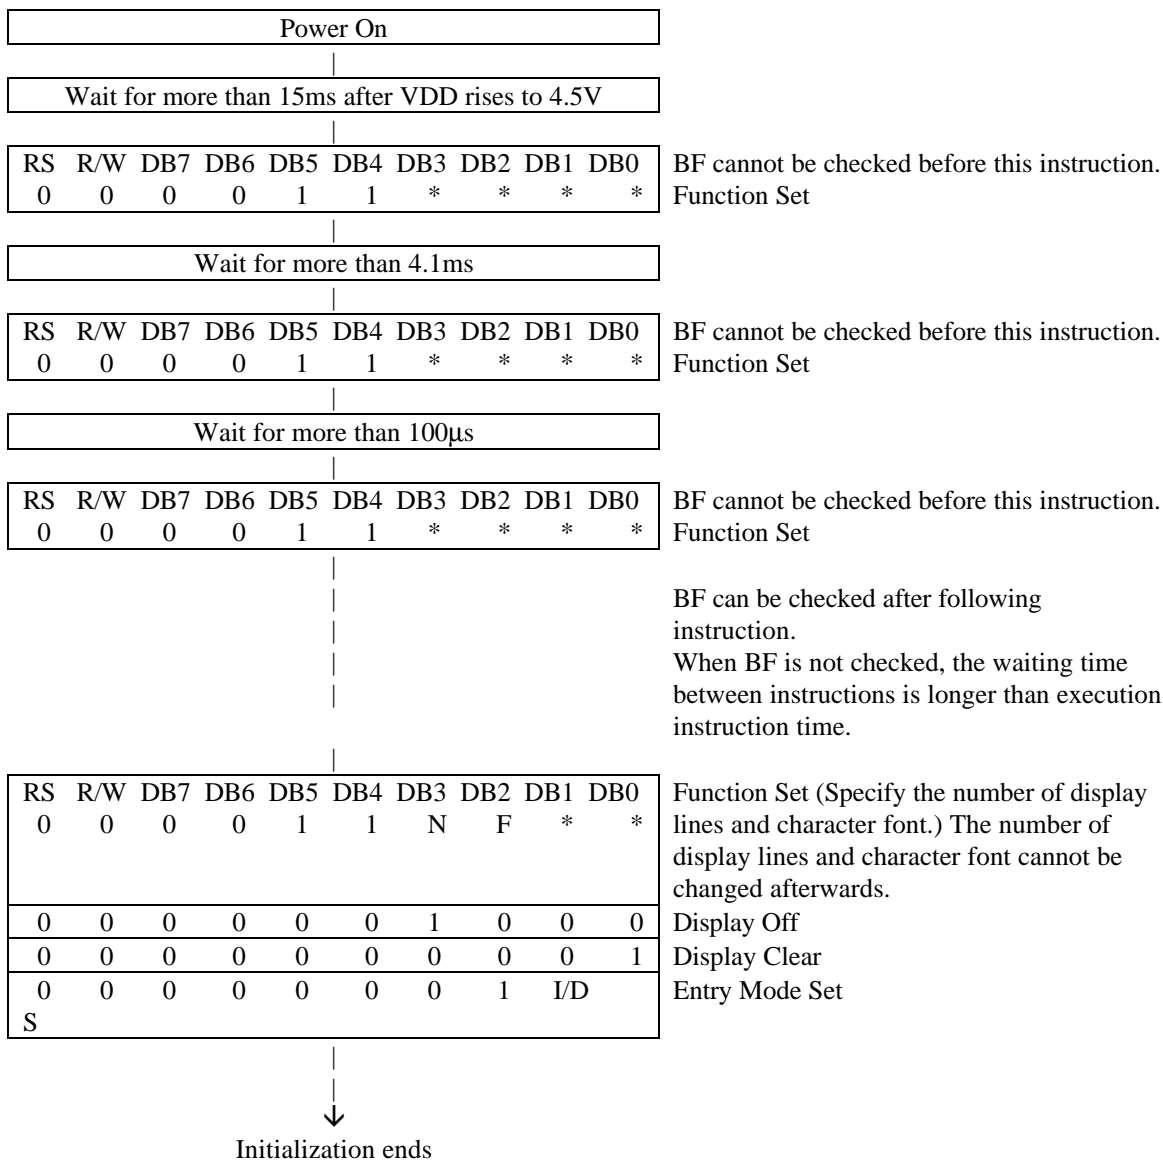 Power On
Wait for more than 15ms after VDD rises to 4.5V
RS R/W DB7 DB6 DB5 DB4 DB3 DB2 DB1 DB0 BF cannot be checked before this instruction.
0 0 0 0 1 1 * * * * Function Set
Wait for more than 4.1ms
RS R/W DB7 DB6 DB5 DB4 DB3 DB2 DB1 DB0 BF cannot be checked before this instruction.
0 0 0 0 1 1 * * * * Function Set
Wait for more than 100µs
RS R/W DB7 DB6 DB5 DB4 DB3 DB2 DB1 DB0 BF cannot be checked before this instruction.
0 0 0 0 1 1 * * * * Function Set
BF can be checked after following
instruction.
When BF is not checked, the waiting time
between instructions is longer than execution
instruction time.
RS R/W DB7 DB6 DB5 DB4 DB3 DB2 DB1 DB0 Function Set (Specify the number of display
0 0 0 0 1 1 N F * * lines and character font.) The number of
display lines and character font cannot be
changed afterwards.
0 0 0 0 0 0 1 0 0 0 Display Off
0 0 0 0 0 0 0 0 0 1 Display Clear
0 0 0 0 0 0 0 1 I/D Entry Mode Set
S
Initialization ends